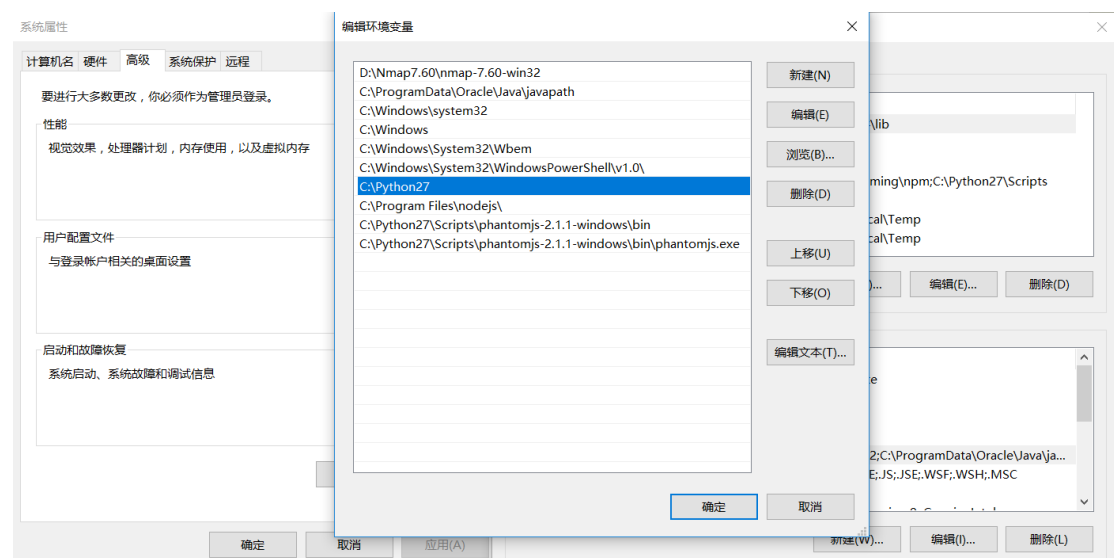 系统属性
编辑环境变量
计算机名 硬件 高级 系统保护 远程
要进行大多数更改，你必须作为管理员登录。
性能
视觉效果，处理器计划，内存使用，以及虚拟内存
用户配置文件
与登录帐户相关的桌面设置
启动和故障恢复
系统启动、系统故障和调试信息
确定 取消 应用(A)
D:\Nmap7.60\nmap-7.60-win32
C:\ProgramData\Oracle\Java\javapath
C:\Windows\system32
C:\Windows
C:\Windows\System32\Wbem
C:\Windows\System32\WindowsPowerShell\v1.0\
C:\Python27
C:\Program Files\nodejs\
C:\Python27\Scripts\phantomjs-2.1.1-windows\bin
C:\Python27\Scripts\phantomjs-2.1.1-windows\bin\phantomjs.exe
新建(N)
编辑(E)
浏览(B)...
删除(D)
上移(U)
下移(O)
编辑文本(T)...
确定 取消
\lib
ming\npm;C:\Python27\Scripts
cal\Temp
cal\Temp
)... 编辑(E)... 删除(D)
2;C:\ProgramData\Oracle\Java\ja...
E;.JS;.JSE;.WSF;.WSH;.MSC
新建(W)... 编辑(I)... 删除(L)